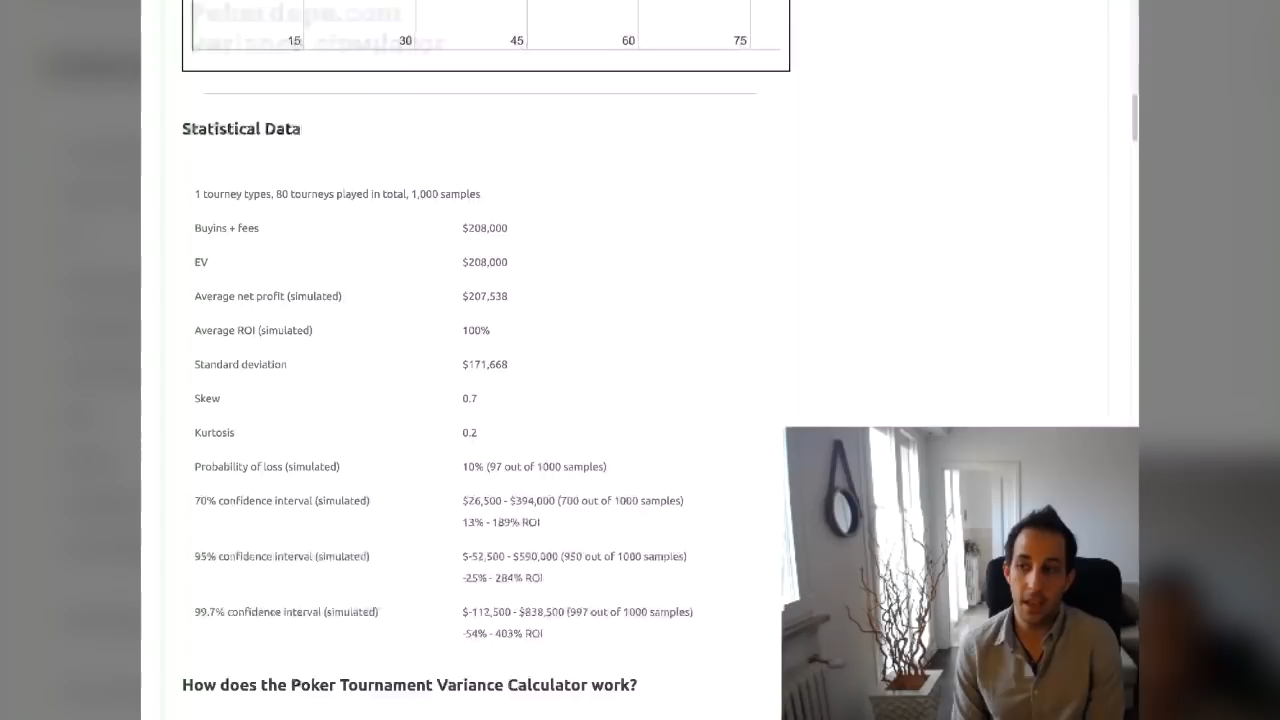 Pokerdope.com
variance simulator
15 30 45 60 75
Statistical Data
1 tourney types, 80 tourneys played in total, 1,000 samples
Buyins + fees $208,000
EV $208,000
Average net profit (simulated) $207,538
Average ROI (simulated) 100%
Standard deviation $171,668
Skew 0.7
Kurtosis 0.2
Probability of loss (simulated) 10% (97 out of 1000 samples)
70% confidence interval (simulated) $26,500 - $394,000 (700 out of 1000 samples)
13% - 189% ROI
95% confidence interval (simulated) $-52,500 - $590,000 (950 out of 1000 samples)
-25% - 284% ROI
99.7% confidence interval (simulated) $-112,500 - $838,500 (997 out of 1000 samples)
-54% - 403% ROI
How does the Poker Tournament Variance Calculator work?